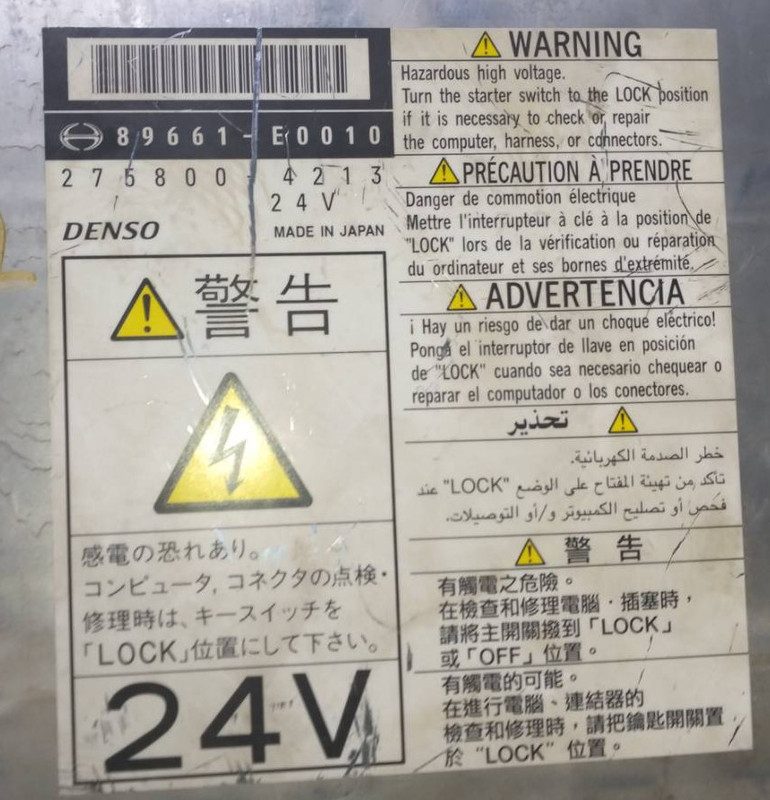 89661-E0010
275800-4213
24V
DENSO MADE IN JAPAN
警告
感電の恐れあり。
コンピュータ, コネクタの点検・
修理時は、キースイッチを
「LOCK」位置にして下さい。
24V
WARNING
Hazardous high voltage.
Turn the starter switch to the LOCK position
if it is necessary to check or repair
the computer, harness, or connectors.
PRÉCAUTION À PRENDRE
Danger de commotion électrique
Mettre l'interrupteur à clé à la position de
"LOCK" lors de la vérification ou réparation
du ordinateur et ses bornes d'extrémité.
ADVERTENCIA
¡ Hay un riesgo de dar un choque eléctrico!
Ponga el interruptor de llave en posición
de "LOCK" cuando sea necesario chequear o
reparar el computador o los conectores.
تحذير
خطر الصدمة الكهربائية.
تأكد من تهيئة المفتاح على الوضع "LOCK" عند
فحص أو تصليح الكمبيوتر و/أو التوصيلات.
警告
有觸電之危險。
在檢查和修理電腦・插塞時，
請將主開關撥到「LOCK」
或「OFF」位置。
有觸電的可能。
在進行電腦、連結器的
檢查和修理時，請把鑰匙開關置
於 "LOCK" 位置。